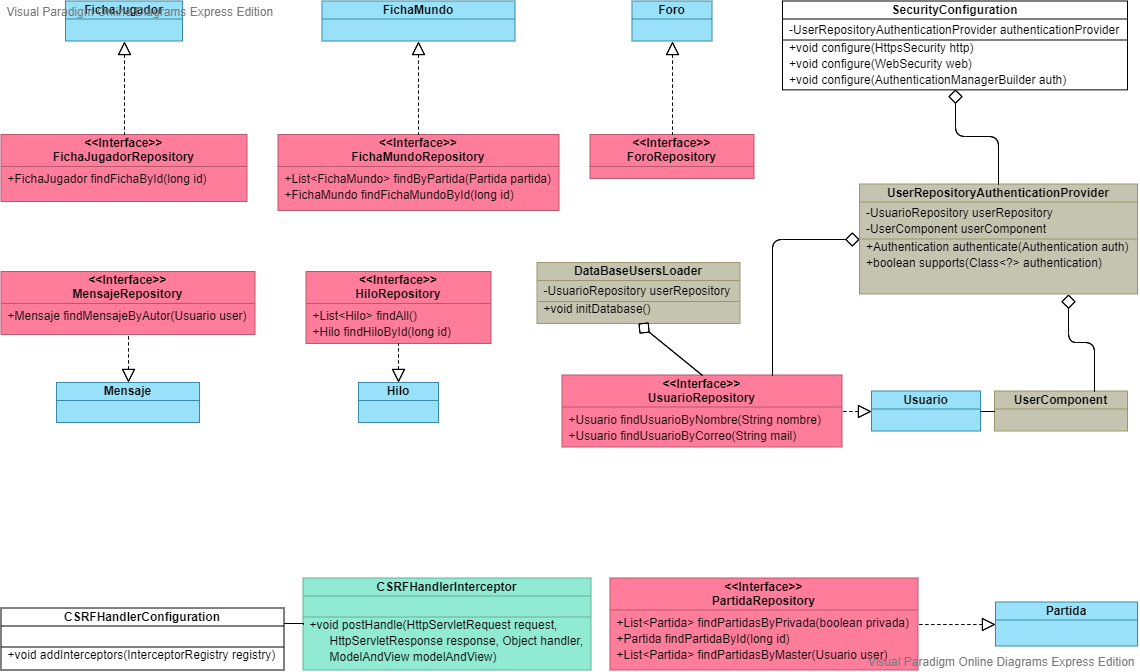 Visual Paradigm Online Diagrams Express Edition
FichaJugador
FichaMundo
Foro
SecurityConfiguration
-UserRepositoryAuthenticationProvider authenticationProvider
+void configure(HttpsSecurity http)
+void configure(WebSecurity web)
+void configure(AuthenticationManagerBuilder auth)
<<Interface>>
FichaJugadorRepository
+FichaJugador findFichaById(long id)
<<Interface>>
FichaMundoRepository
+List<FichaMundo> findByPartida(Partida partida)
+FichaMundo findFichaMundoById(long id)
<<Interface>>
ForoRepository
UserRepositoryAuthenticationProvider
-UsuarioRepository userRepository
-UserComponent userComponent
+Authentication authenticate(Authentication auth)
+boolean supports(Class<?> authentication)
<<Interface>>
MensajeRepository
+Mensaje findMensajeByAutor(Usuario user)
<<Interface>>
HiloRepository
+List<Hilo> findAll()
+Hilo findHiloById(long id)
DataBaseUsersLoader
-UsuarioRepository userRepository
+void initDatabase()
Mensaje
Hilo
<<Interface>>
UsuarioRepository
+Usuario findUsuarioByNombre(String nombre)
+Usuario findUsuarioByCorreo(String mail)
Usuario
UserComponent
CSRFHandlerConfiguration
+void addInterceptors(InterceptorRegistry registry)
CSRFHandlerInterceptor
+void postHandle(HttpServletRequest request,
HttpServletResponse response, Object handler,
ModelAndView modelAndView)
<<Interface>>
PartidaRepository
+List<Partida> findPartidasByPrivada(boolean privada)
+Partida findPartidaById(long id)
+List<Partida> findPartidasByMaster(Usuario user)
Partida
Visual Paradigm Online Diagrams Express Edition